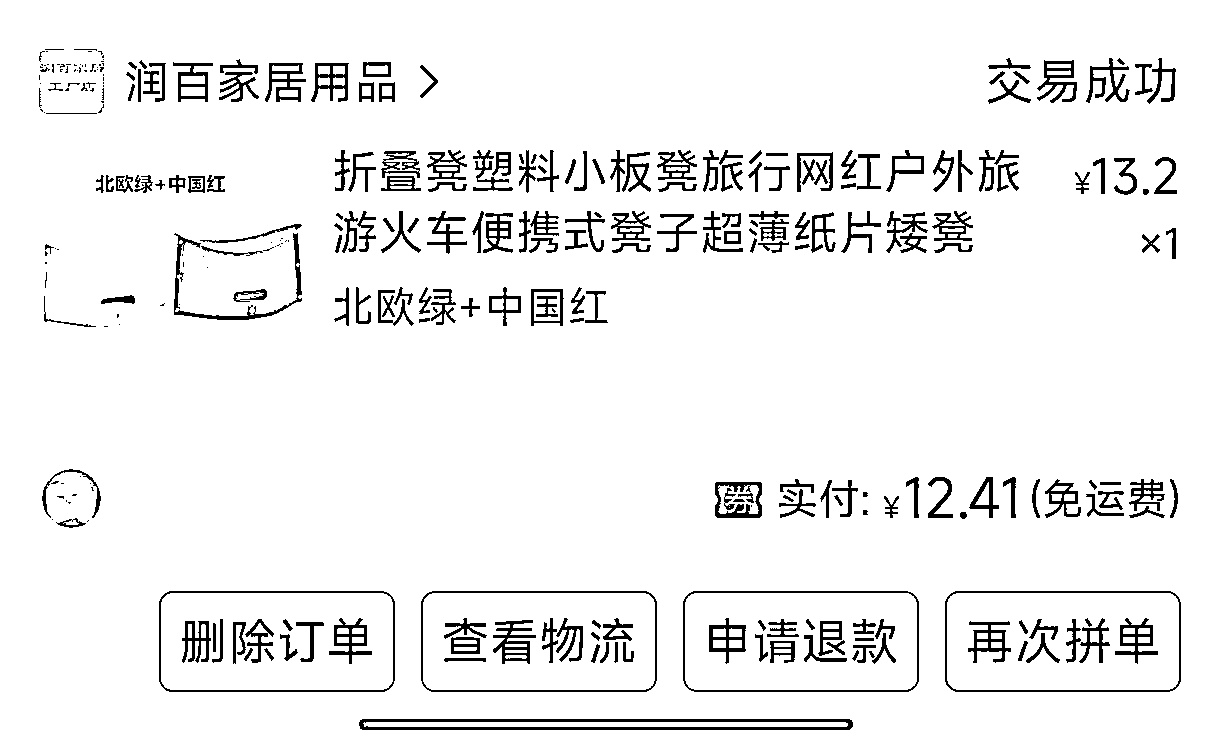 润百家居用品 >
交易成功
北欧绿+中国红
折叠凳塑料小板凳旅行网红户外旅
¥13.2
游火车便携式凳子超薄纸片矮凳
×1
北欧绿+中国红
券 实付: ¥12.41(免运费)
删除订单
查看物流
申请退款
再次拼单